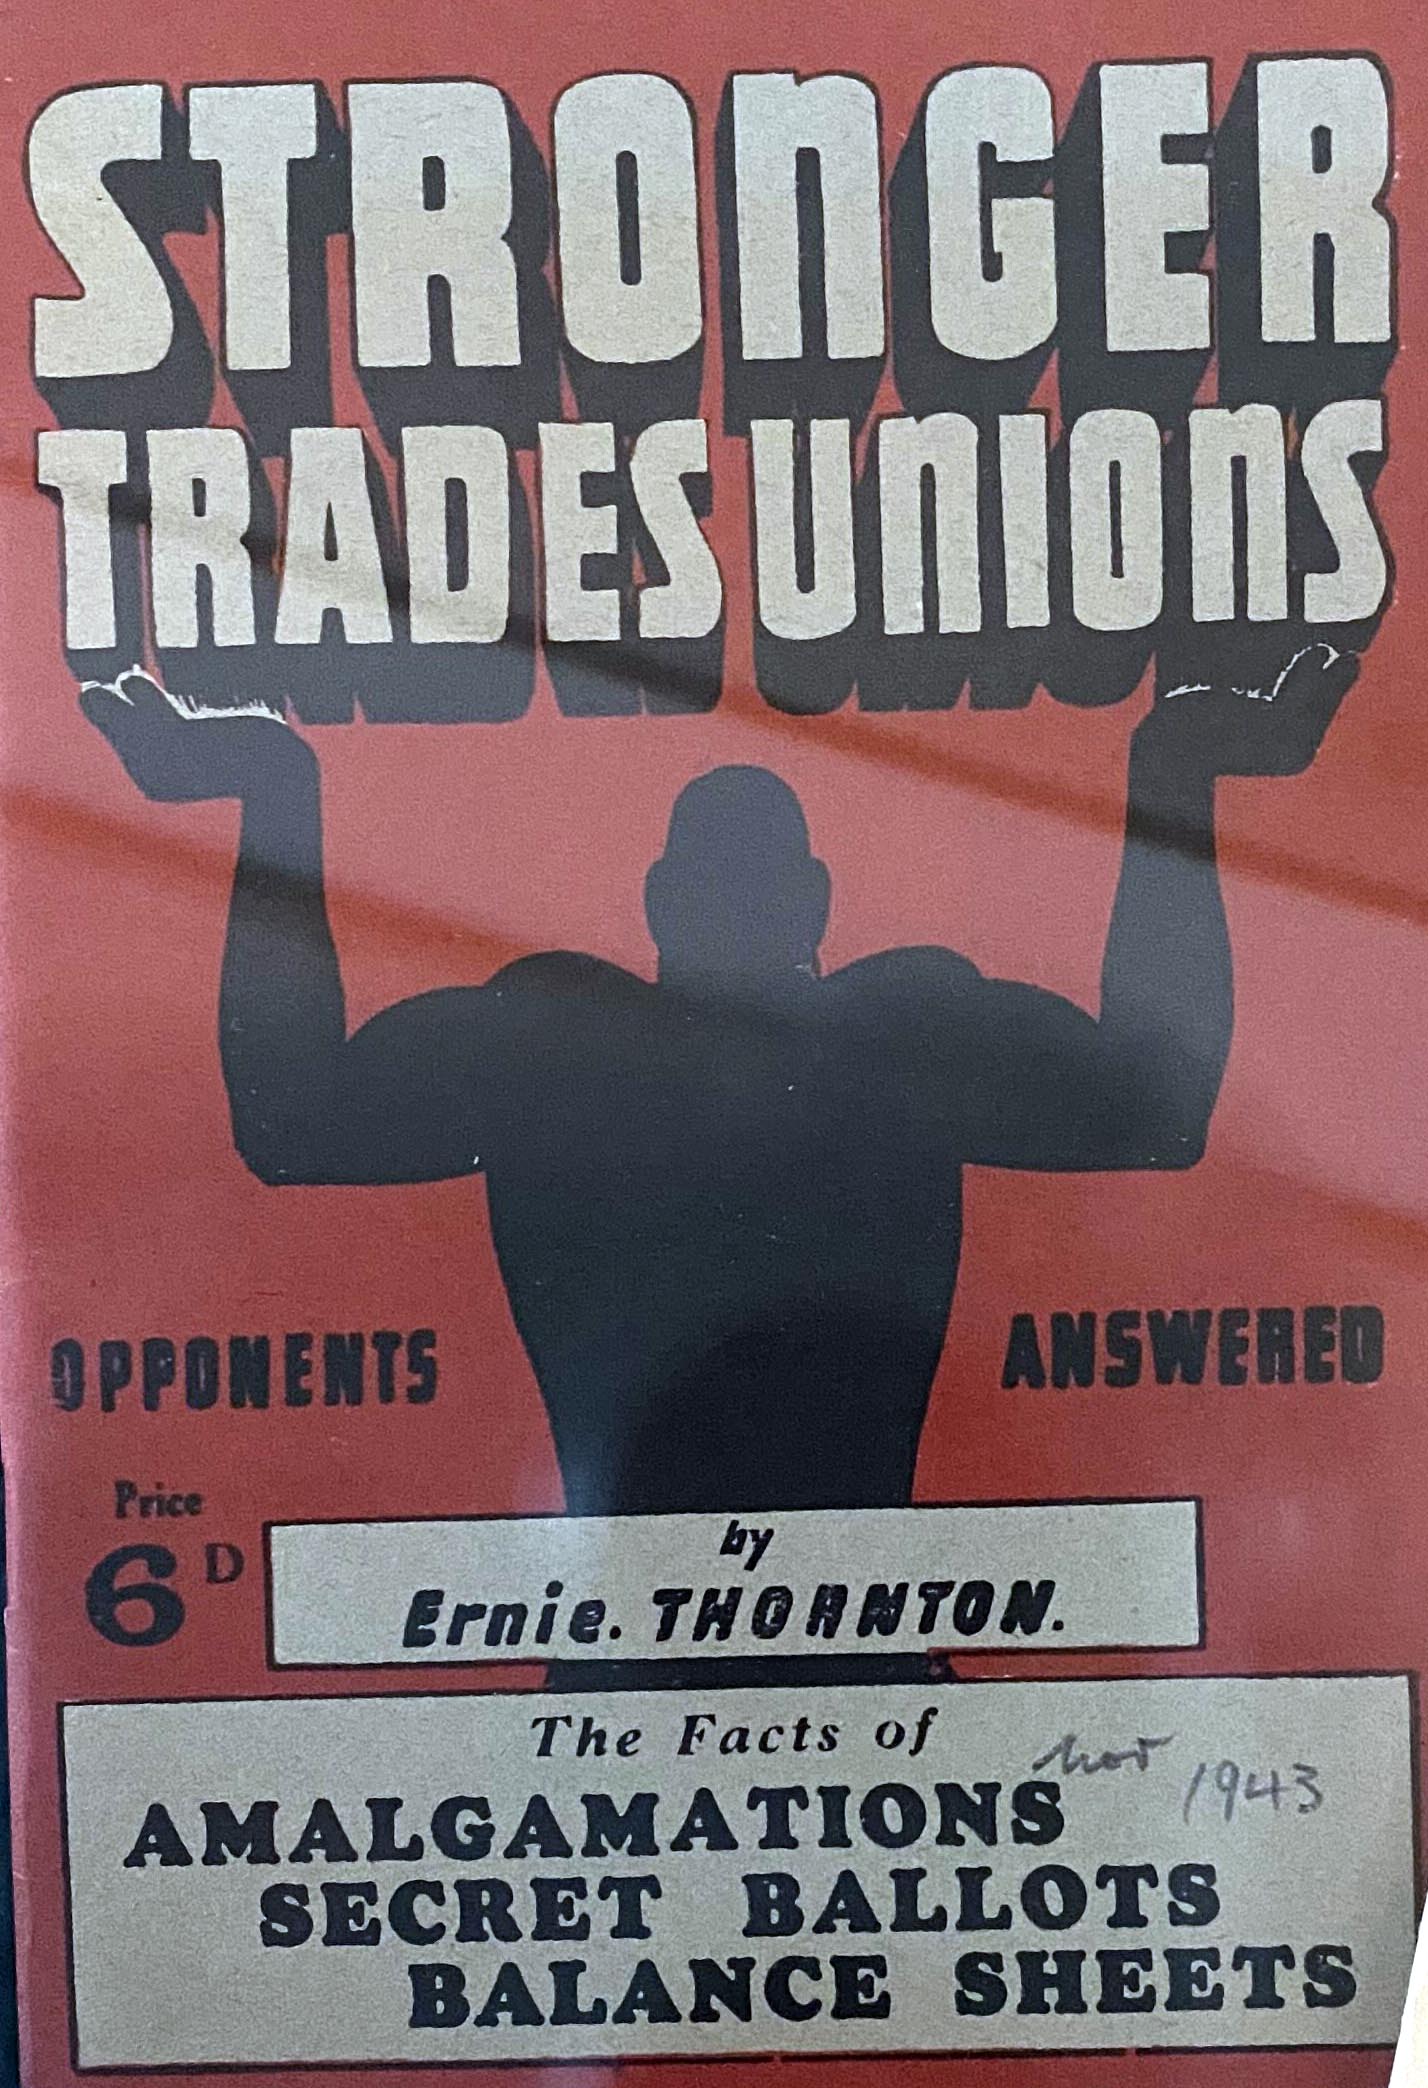 STRONGER
TRADES UNIONS
OPPONENTS ANSWERED
Price
6D
by
Ernie. THORNTON.
The Facts of
Nov 1943
AMALGAMATIONS
SECRET BALLOTS
BALANCE SHEETS